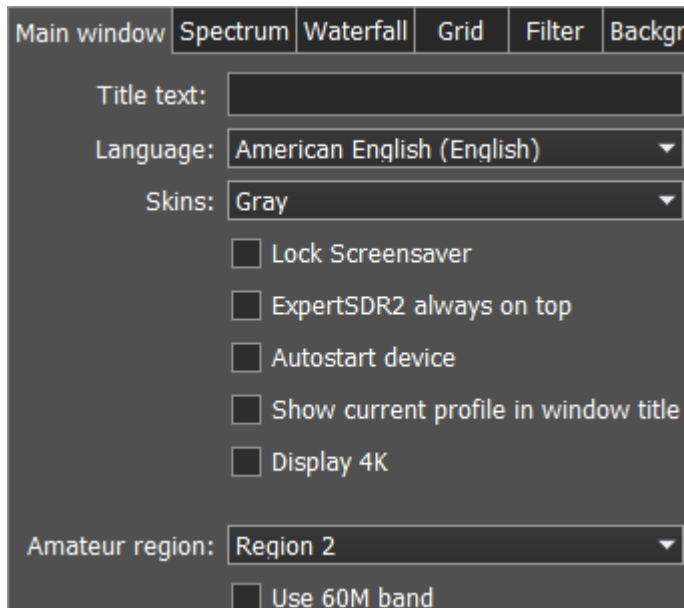 Main window Spectrum Waterfall Grid Filter Backgr
Title text:
Language: American English (English)
Skins: Gray
Lock Screensaver
ExpertSDR2 always on top
Autostart device
Show current profile in window title
Display 4K
Amateur region: Region 2
Use 60M band